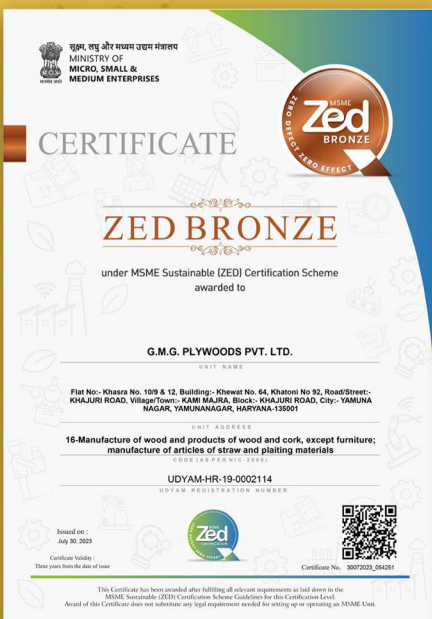 सूक्ष्म, लघु और मध्यम उद्यम मंत्रालय
MINISTRY OF
MICRO, SMALL &
MEDIUM ENTERPRISES
सत्यमेव जयते
MSME
Zed
BRONZE
ZERO DEFECT ZERO EFFECT
CERTIFICATE
ZED BRONZE
under MSME Sustainable (ZED) Certification Scheme
awarded to
G.M.G. PLYWOODS PVT. LTD.
UNIT NAME
Flat No:- Khasra No. 10/9 & 12, Building:- Khewat No. 64, Khatoni No 92, Road/Street:-
KHAJURI ROAD, Village/Town:- KAMI MAJRA, Block:- KHAJURI ROAD, City:- YAMUNA
NAGAR, YAMUNANAGAR, HARYANA-135001
UNIT ADDRESS
16-Manufacture of wood and products of wood and cork, except furniture;
manufacture of articles of straw and plaiting materials
CODE (AS PER NIC-2008)
UDYAM-HR-19-0002114
UDYAM REGISTRATION NUMBER
Issued on :
July 30, 2023
Certificate Validity :
Three years from the date of issue
Zed
Certificate No. 30072023_054251
This Certificate has been awarded after fulfilling all relevant requirements as laid down in the
MSME Sustainable (ZED) Certification Scheme Guidelines for this Certification Level.
Award of this Certificate does not substitute any legal requirement needed for setting up or operating an MSME Unit.